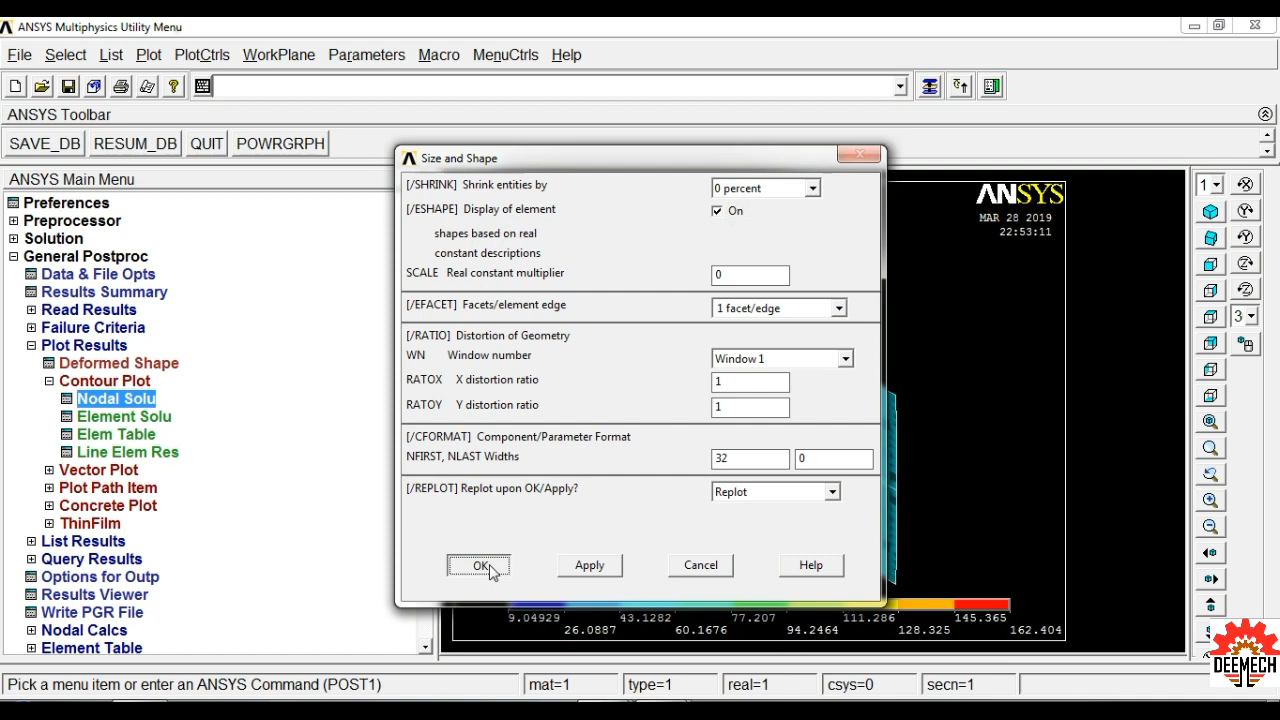 ANSYS Multiphysics Utility Menu
File Select List Plot PlotCtrls WorkPlane Parameters Macro MenuCtrls Help
ANSYS Toolbar
SAVE_DB RESUM_DB QUIT POWRGRPH
ANSYS Main Menu
Preferences
Preprocessor
Solution
General Postproc
Data & File Opts
Results Summary
Read Results
Failure Criteria
Plot Results
Deformed Shape
Contour Plot
Nodal Solu
Element Solu
Elem Table
Line Elem Res
Vector Plot
Plot Path Item
Concrete Plot
ThinFilm
List Results
Query Results
Options for Outp
Results Viewer
Write PGR File
Nodal Calcs
Element Table
Size and Shape
[/SHRINK] Shrink entities by 0 percent
[/ESHAPE] Display of element On
shapes based on real
constant descriptions
SCALE Real constant multiplier 0
[/EFACET] Facets/element edge 1 facet/edge
[/RATIO] Distortion of Geometry
WN Window number Window 1
RATOX X distortion ratio 1
RATOY Y distortion ratio 1
[/CFORMAT] Component/Parameter Format
NFIRST, NLAST Widths 32 0
[/REPLOT] Replot upon OK/Apply? Replot
OK Apply Cancel Help
ANSYS
MAR 28 2019
22:53:11
1
3
9.04929 43.1282 77.207 111.286 145.365
26.0887 60.1676 94.2464 128.325 162.404
DEEMECH
Pick a menu item or enter an ANSYS Command (POST1) mat=1 type=1 real=1 csys=0 secn=1